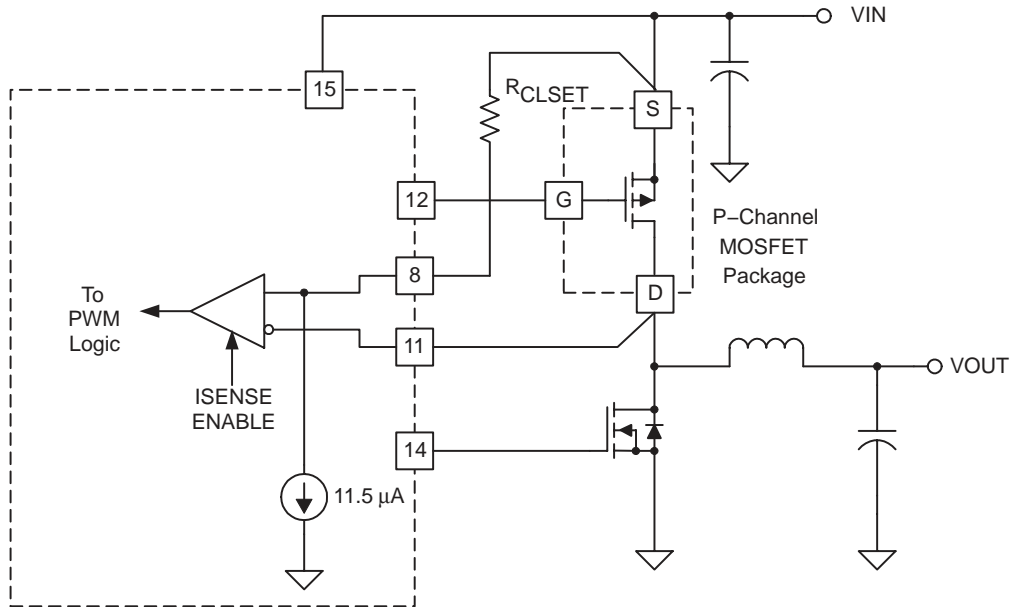 VIN
15
RCLSET
S
12
G
P−Channel
MOSFET
Package
8
D
To
PWM
Logic
11
VOUT
ISENSE
ENABLE
14
11.5 μA